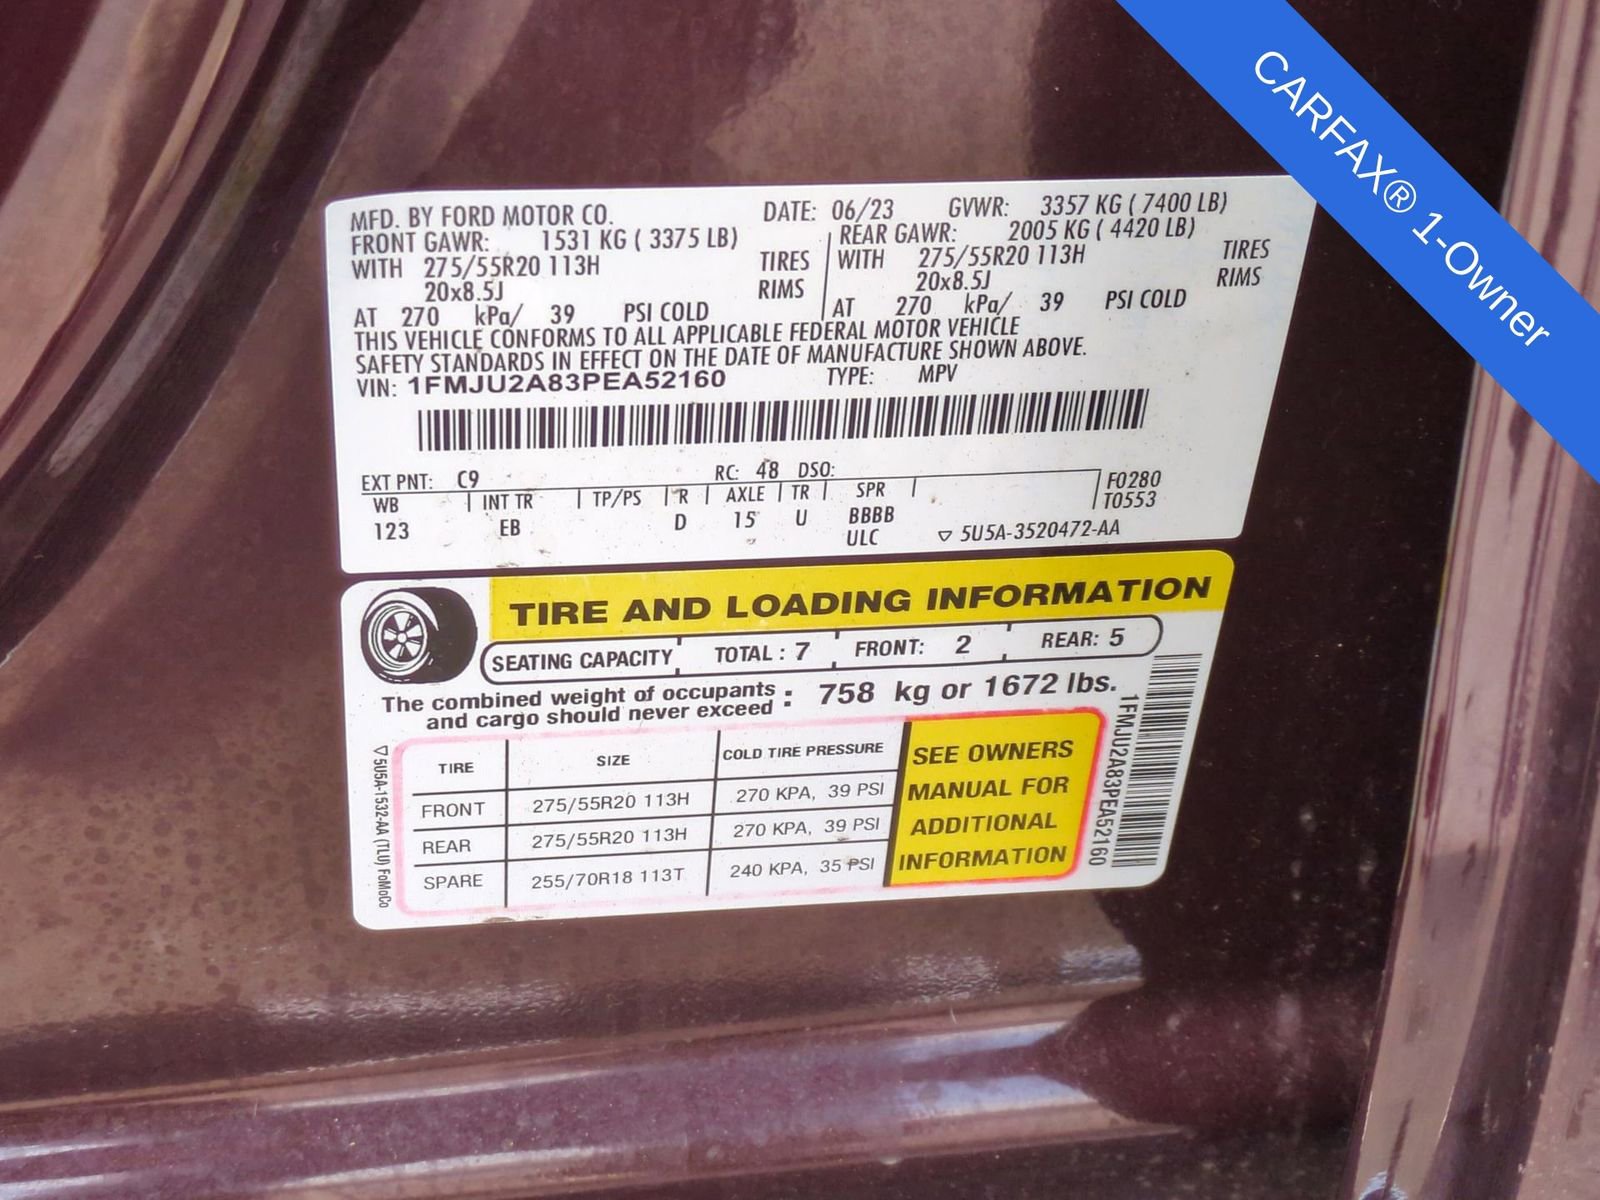 CARFAX® 1-Owner
MFD. BY FORD MOTOR CO. DATE: 06/23 GVWR: 3357 KG ( 7400 LB)
FRONT GAWR: 1531 KG ( 3375 LB) REAR GAWR: 2005 KG ( 4420 LB)
WITH 275/55R20 113H TIRES WITH 275/55R20 113H TIRES
20x8.5J RIMS 20x8.5J RIMS
AT 270 kPa/ 39 PSI COLD AT 270 kPa/ 39 PSI COLD
THIS VEHICLE CONFORMS TO ALL APPLICABLE FEDERAL MOTOR VEHICLE
SAFETY STANDARDS IN EFFECT ON THE DATE OF MANUFACTURE SHOWN ABOVE.
VIN: 1FMJU2A83PEA52160 TYPE: MPV
EXT PNT: C9 RC: 48 DSO:
WB INT TR TP/PS R AXLE TR SPR F0280
123 EB D 15 U BBBB T0553
ULC ▽ 5U5A-3520472-AA
TIRE AND LOADING INFORMATION
SEATING CAPACITY TOTAL : 7 FRONT: 2 REAR: 5
The combined weight of occupants
and cargo should never exceed : 758 kg or 1672 lbs.
TIRE SIZE COLD TIRE PRESSURE
FRONT 275/55R20 113H 270 KPA, 39 PSI
REAR 275/55R20 113H 270 KPA, 39 PSI
SPARE 255/70R18 113T 240 KPA, 35 PSI
SEE OWNERS
MANUAL FOR
ADDITIONAL
INFORMATION
1FMJU2A83PEA52160
▽5U5A-1532-AA (TLU) FoMoCo